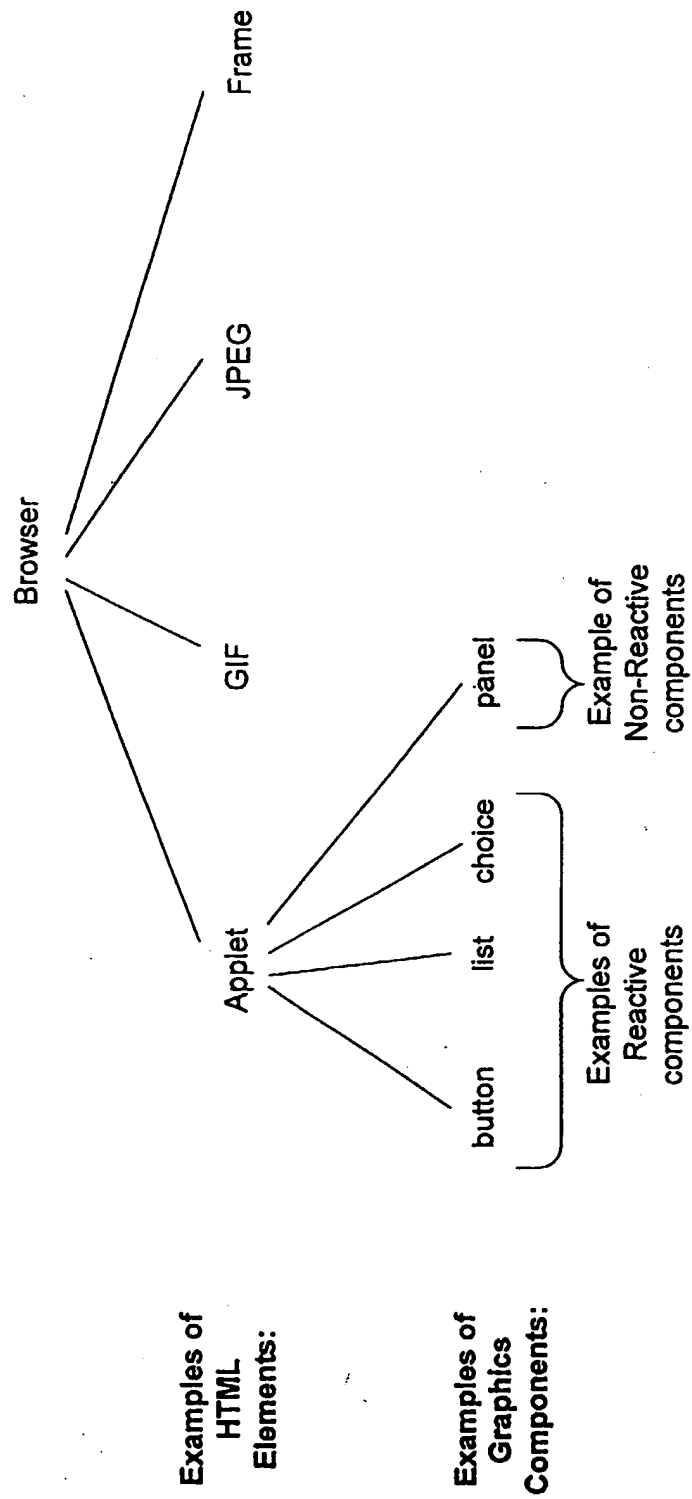 Browser
Examples of
HTML
Elements:
Applet
GIF
JPEG
Frame
Examples of
Graphics
Components:
button
list
choice
panel
Examples of
Reactive
components
Example of
Non-Reactive
components